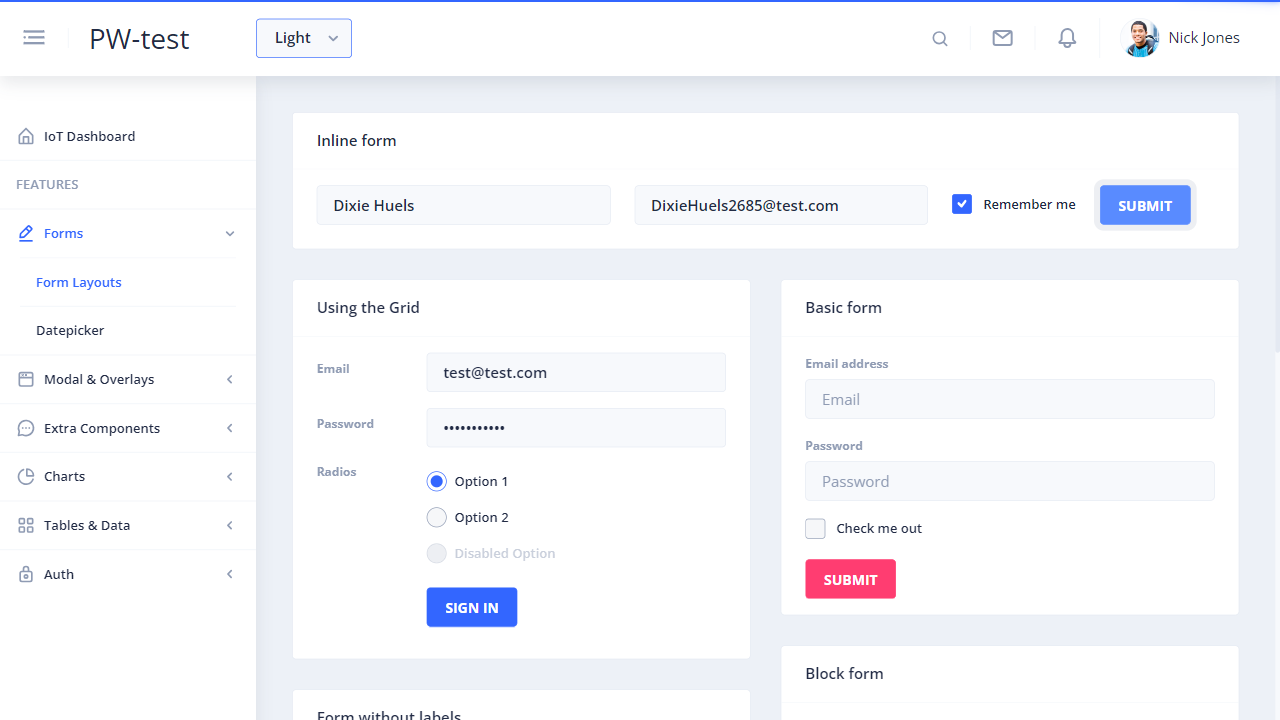 PW-test
Light
Nick Jones
IoT Dashboard
FEATURES
Forms
Form Layouts
Datepicker
Modal & Overlays
Extra Components
Charts
Tables & Data
Auth
Inline form
Dixie Huels
DixieHuels2685@test.com
Remember me
SUBMIT
Using the Grid
Email
test@test.com
Password
•••••••••••
Radios
Option 1
Option 2
Disabled Option
SIGN IN
Basic form
Email address
Email
Password
Password
Check me out
SUBMIT
Form without labels
Block form